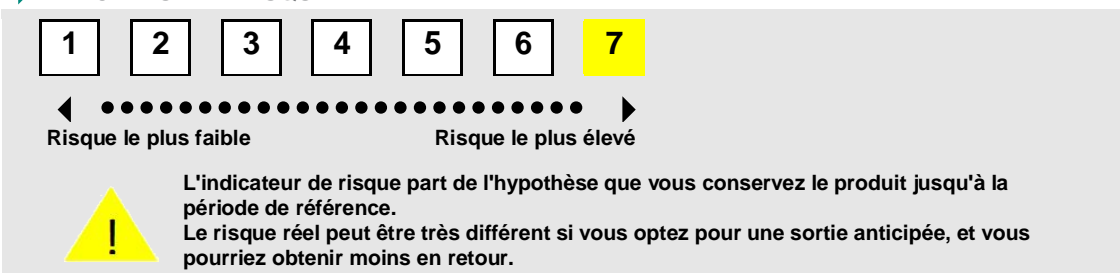 1 2 3 4 5 6 7
Risque le plus faible Risque le plus élevé
L'indicateur de risque part de l'hypothèse que vous conservez le produit jusqu'à la
période de référence.
! Le risque réel peut être très différent si vous optez pour une sortie anticipée, et vous
pourriez obtenir moins en retour.